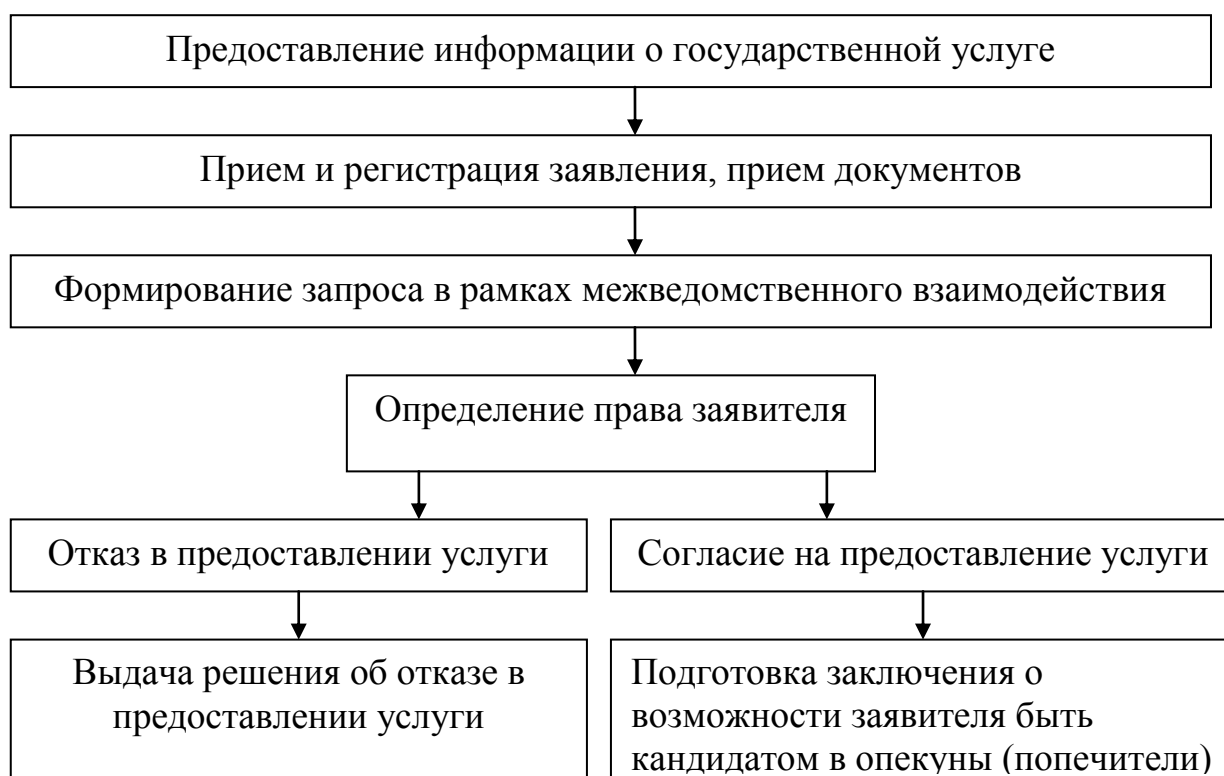 Предоставление информации о государственной услуге
Прием и регистрация заявления, прием документов
Формирование запроса в рамках межведомственного взаимодействия
Определение права заявителя
Отказ в предоставлении услуги
Согласие на предоставление услуги
Выдача решения об отказе в
предоставлении услуги
Подготовка заключения о
возможности заявителя быть
кандидатом в опекуны (попечители)